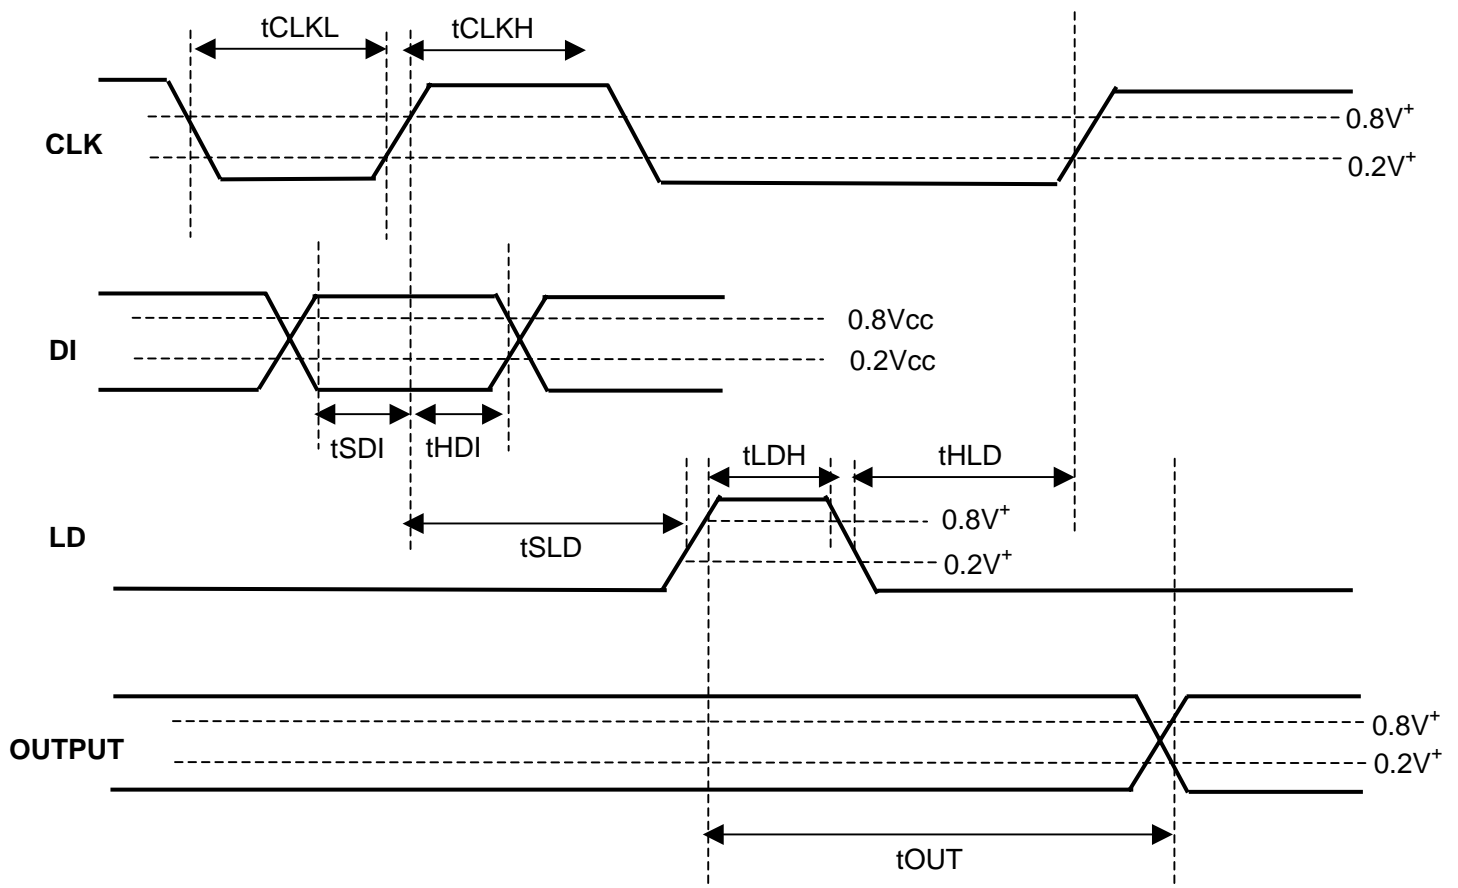 tCLKL
tCLKH
CLK
0.8V⁺
0.2V⁺
DI
0.8Vcc
0.2Vcc
tSDI
tHDI
tLDH
tHLD
LD
tSLD
0.8V⁺
0.2V⁺
OUTPUT
0.8V⁺
0.2V⁺
tOUT